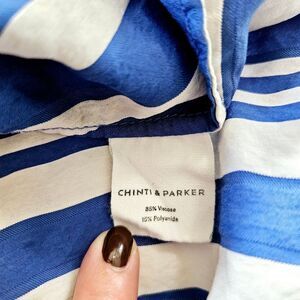 CHINTI & PARKER
85% Viscose
15% Polyamide